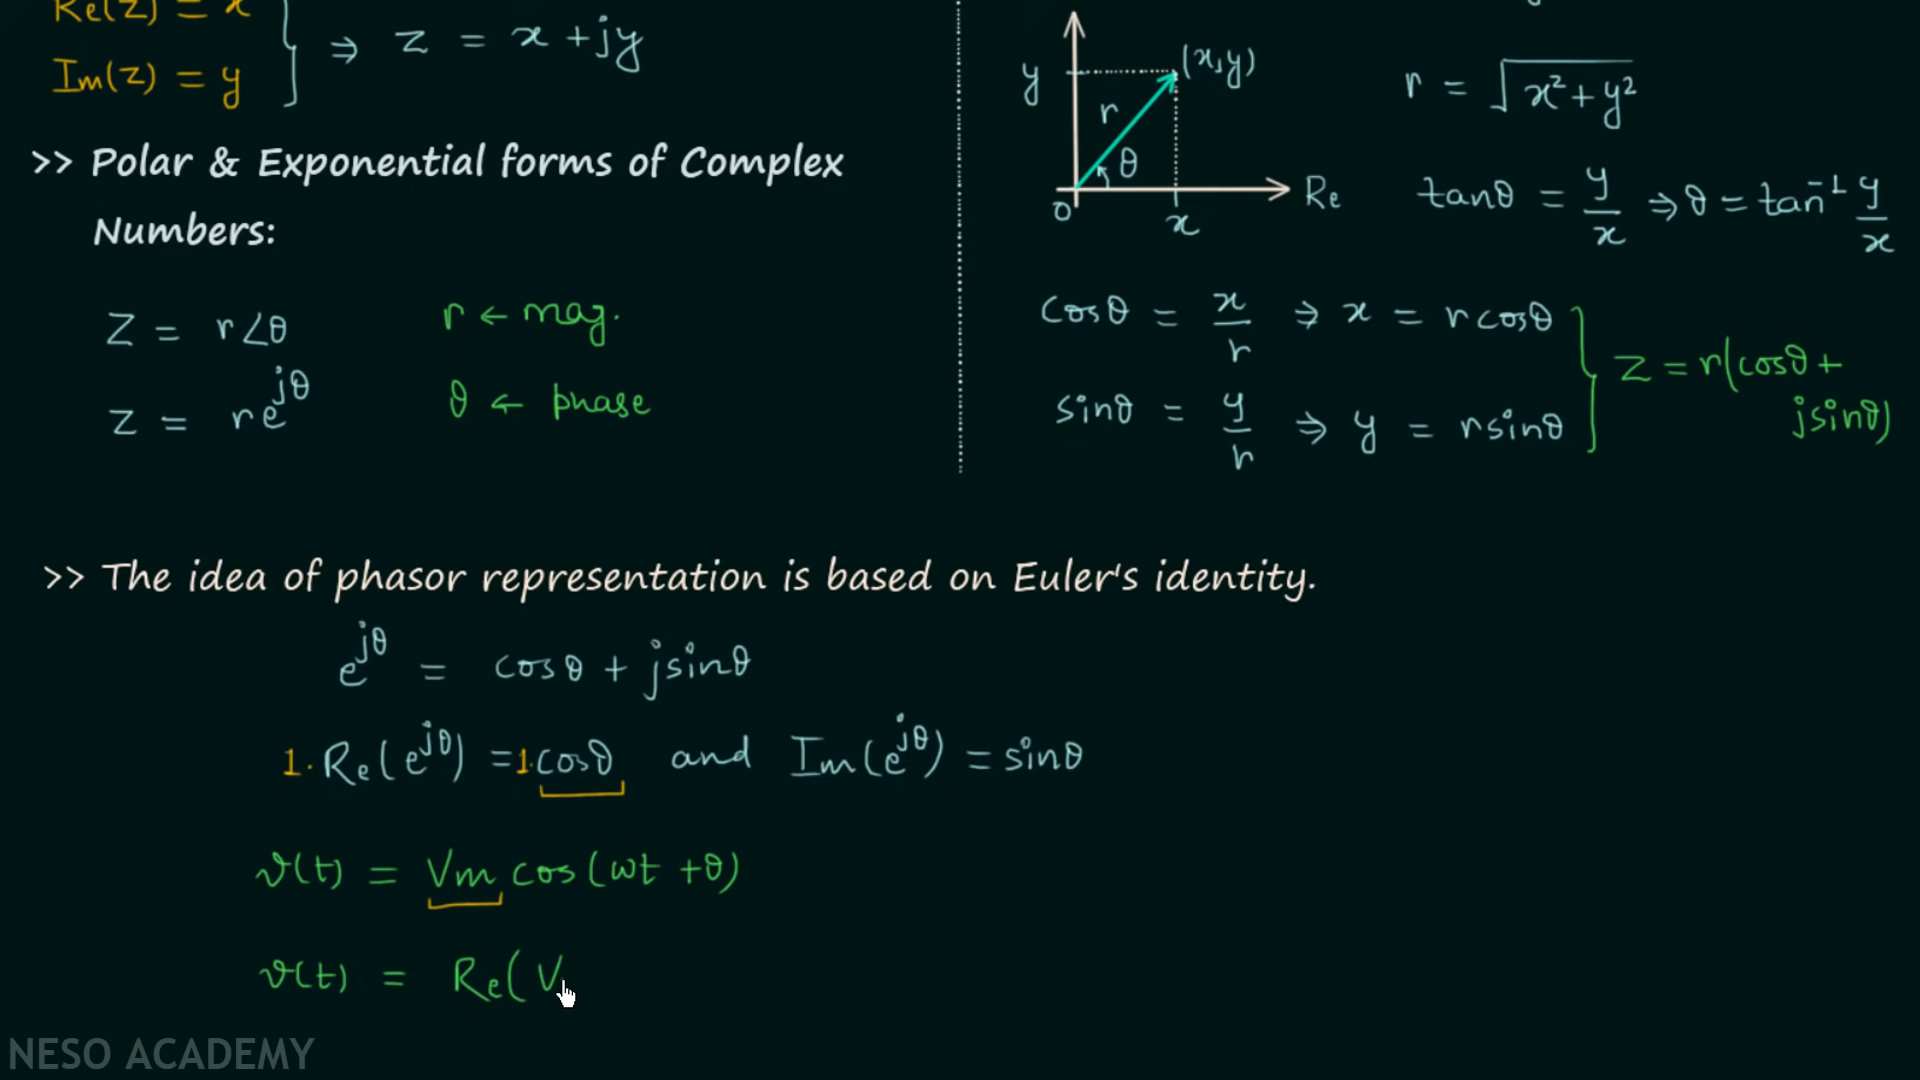 Re(z) = x
Im(z) = y
} ⇒ z = x + jy
>> Polar & Exponential forms of Complex
Numbers:
z = r∠θ
r ← mag.
z = re^jθ
θ ← phase
y
(x,y)
r
θ
0
x
Re
r = √x² + y²
tanθ = y/x ⇒ θ = tan⁻¹ y/x
cosθ = x/r ⇒ x = rcosθ
sinθ = y/r ⇒ y = rsinθ
} z = r(cosθ +
jsinθ)
>> The idea of phasor representation is based on Euler's identity.
e^jθ = cosθ + jsinθ
1. Re(e^jθ) = 1. cosθ and Im(e^jθ) = sinθ
v(t) = Vm cos(ωt + θ)
v(t) = Re( V
NESO ACADEMY